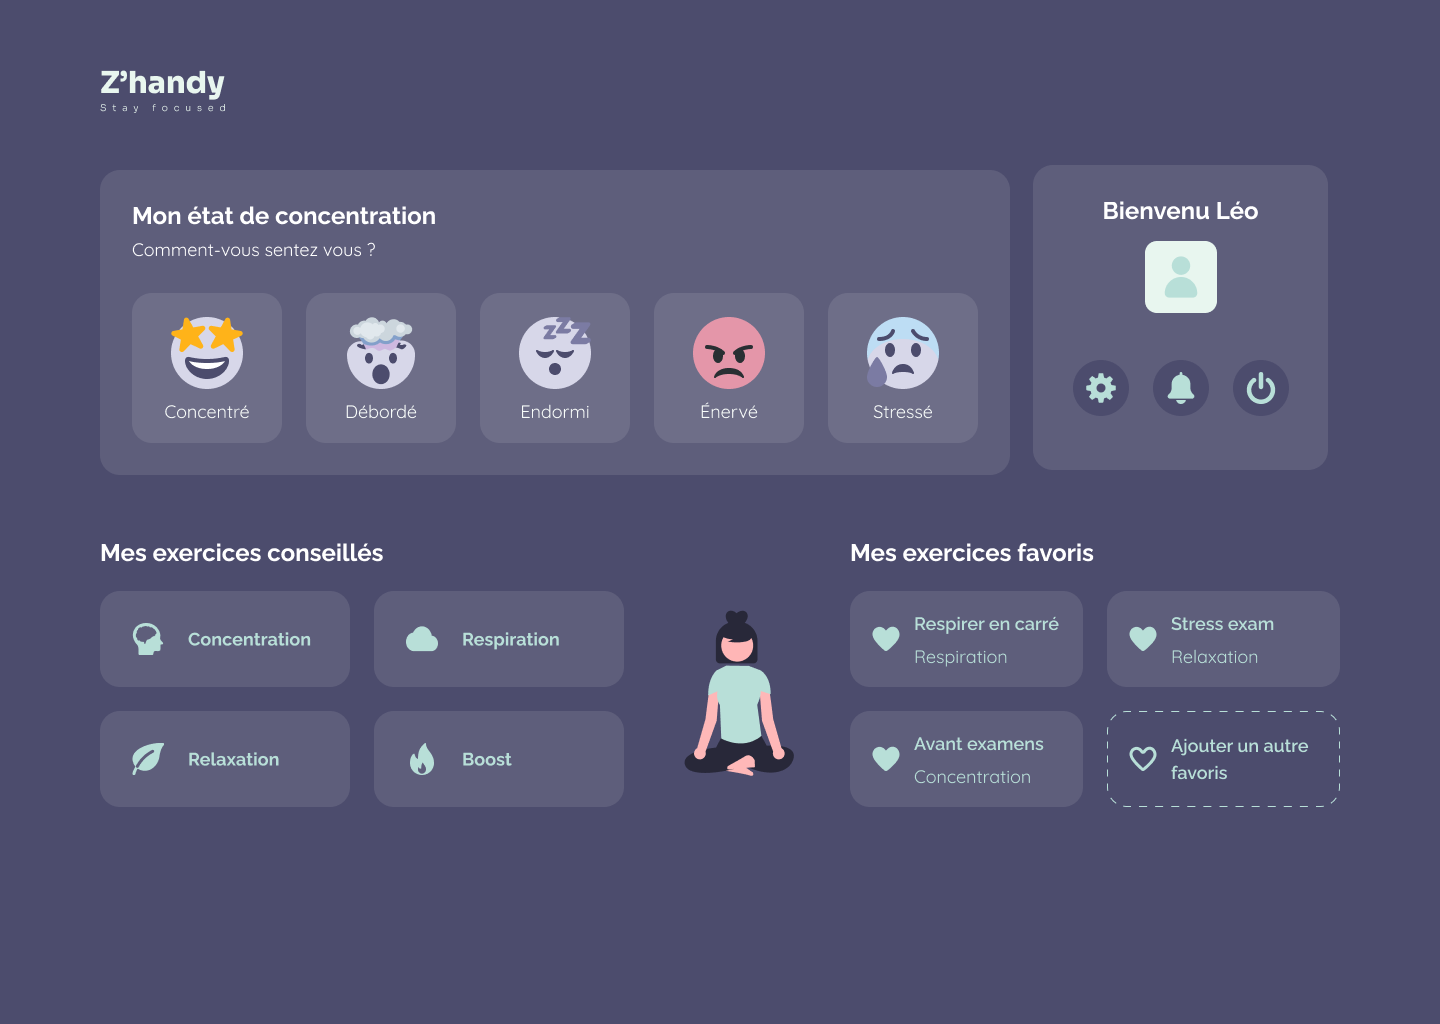 Z’handy
Stay focused
Mon état de concentration
Comment-vous sentez vous ?
Concentré
Débordé
Endormi
Énervé
Stressé
Bienvenu Léo
Mes exercices conseillés
Concentration
Respiration
Relaxation
Boost
Mes exercices favoris
Respirer en carré
Respiration
Stress exam
Relaxation
Avant examens
Concentration
Ajouter un autre
favoris